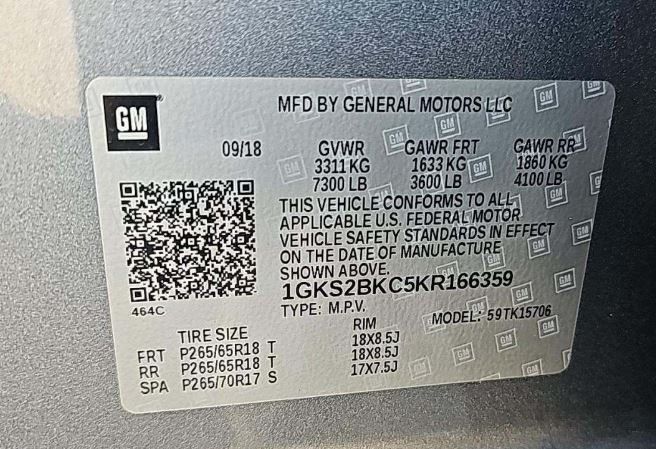 GM
MFD BY GENERAL MOTORS LLC
09/18 GVWR GAWR FRT GAWR RR
3311 KG 1633 KG 1860 KG
7300 LB 3600 LB 4100 LB
THIS VEHICLE CONFORMS TO ALL
APPLICABLE U.S. FEDERAL MOTOR
VEHICLE SAFETY STANDARDS IN EFFECT
ON THE DATE OF MANUFACTURE
SHOWN ABOVE.
1GKS2BKC5KR166359
464C
TYPE: M.P.V. MODEL: 59TK15706
TIRE SIZE RIM
FRT P265/65R18 T 18X8.5J
RR P265/65R18 T 18X8.5J
SPA P265/70R17 S 17X7.5J